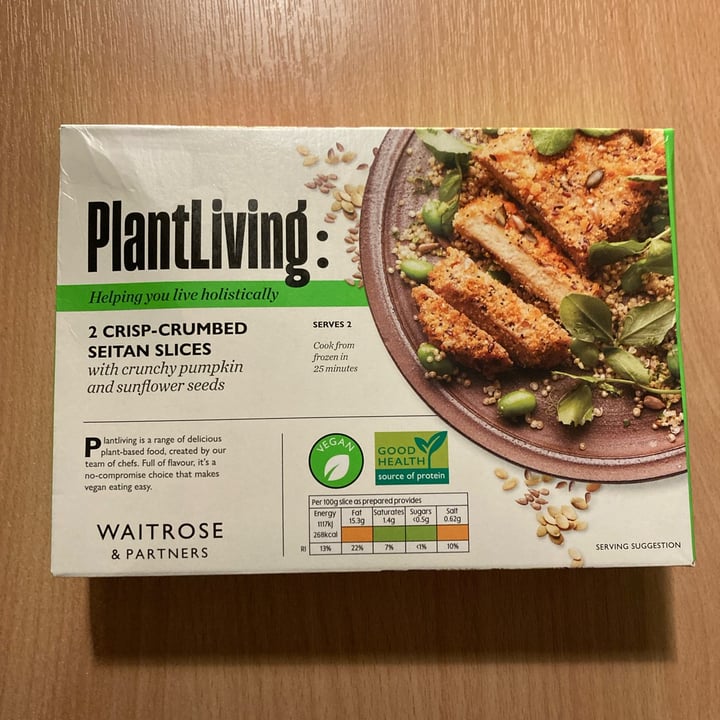 PlantLiving:
Helping you live holistically
2 CRISP-CRUMBED
SEITAN SLICES
with crunchy pumpkin
and sunflower seeds
SERVES 2
Cook from
frozen in
25 minutes
Plantliving is a range of delicious
plant-based food, created by our
team of chefs. Full of flavour, it's a
no-compromise choice that makes
vegan eating easy.
WAITROSE
& PARTNERS
VEGAN
GOOD
HEALTH
source of protein
Per 100g slice as prepared provides
Energy Fat Saturates Sugars Salt
1117kJ 15.3g 1.4g <0.5g 0.62g
268kcal
RI 13% 22% 7% <1% 10%
SERVING SUGGESTION